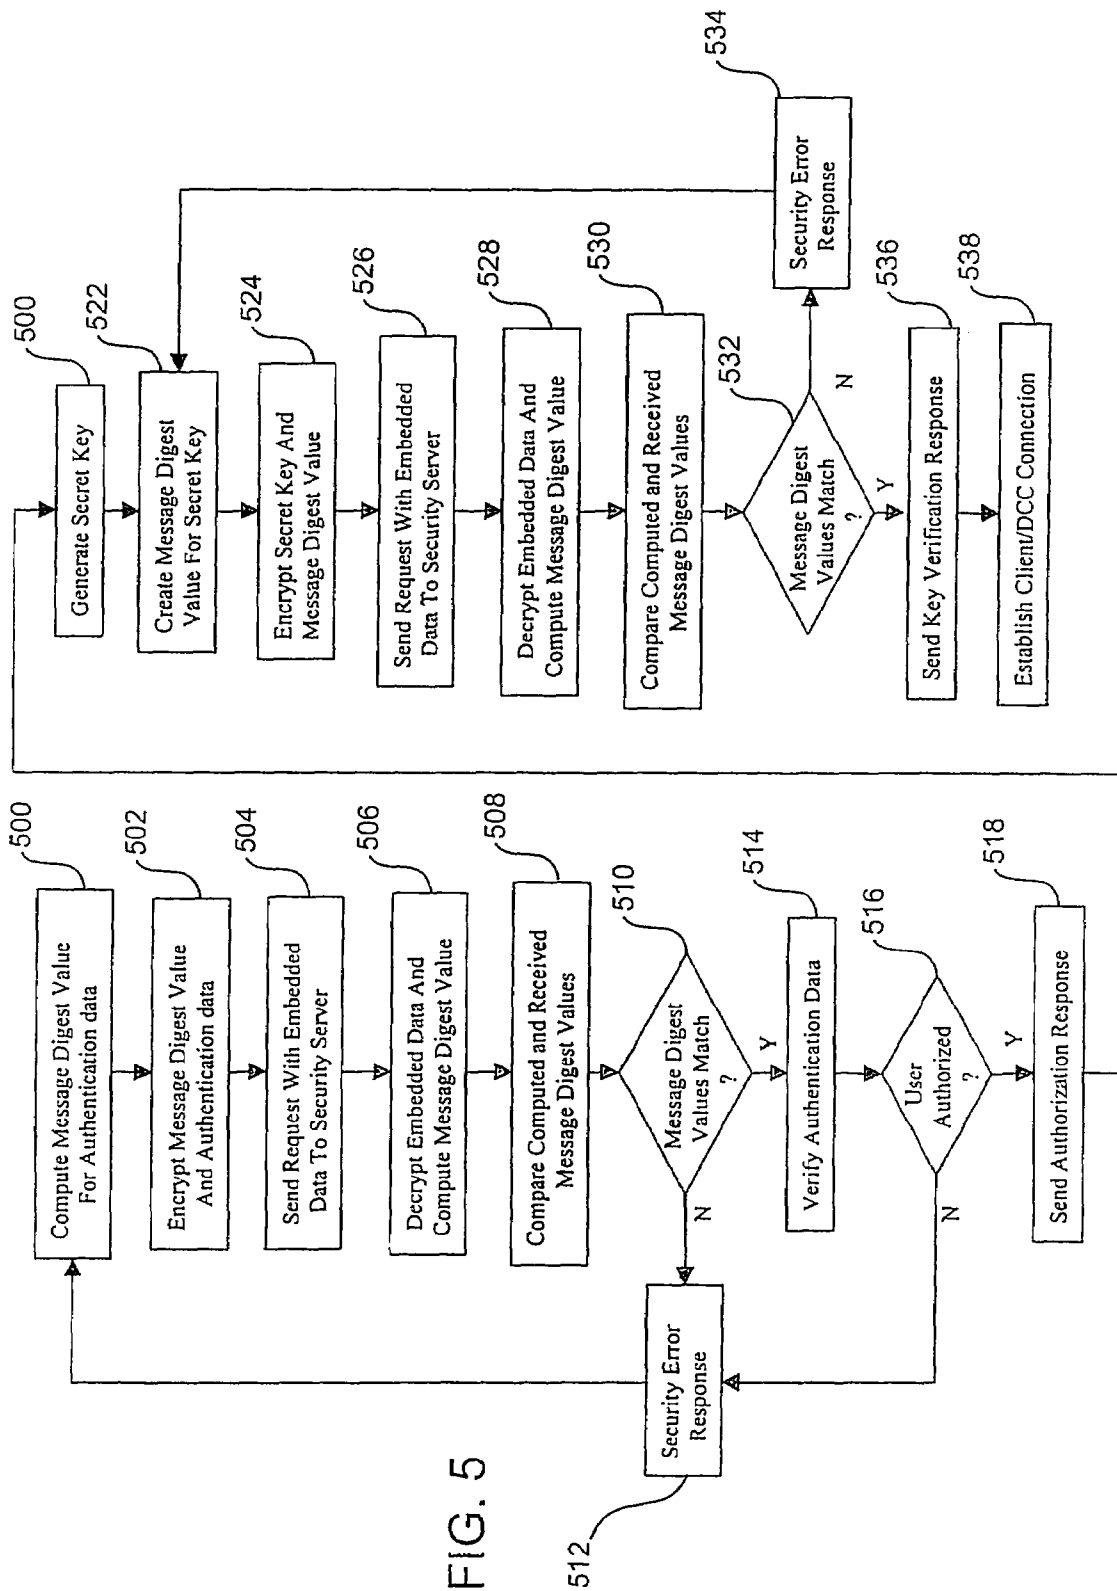 FIG. 5
500
Compute Message Digest Value
For Authentication data
502
Encrypt Message Digest Value
And Authentication data
504
Send Request With Embedded
Data To Security Server
506
Decrypt Embedded Data And
Compute Message Digest Value
508
Compare Computed and Received
Message Digest Values
510
Message Digest
Values Match
?
N
Y
512
Security Error
Response
514
Verify Authentication Data
516
User
Authorized
?
N
Y
518
Send Authorization Response
500
Generate Secret Key
522
Create Message Digest
Value For Secret Key
524
Encrypt Secret Key And
Message Digest Value
526
Send Request With Embedded
Data To Security Server
528
Decrypt Embedded Data And
Compute Message Digest Value
530
Compare Computed and Received
Message Digest Values
532
Message Digest
Values Match
?
N
Y
534
Security Error
Response
536
Send Key Verification Response
538
Establish Client/DCC Connection